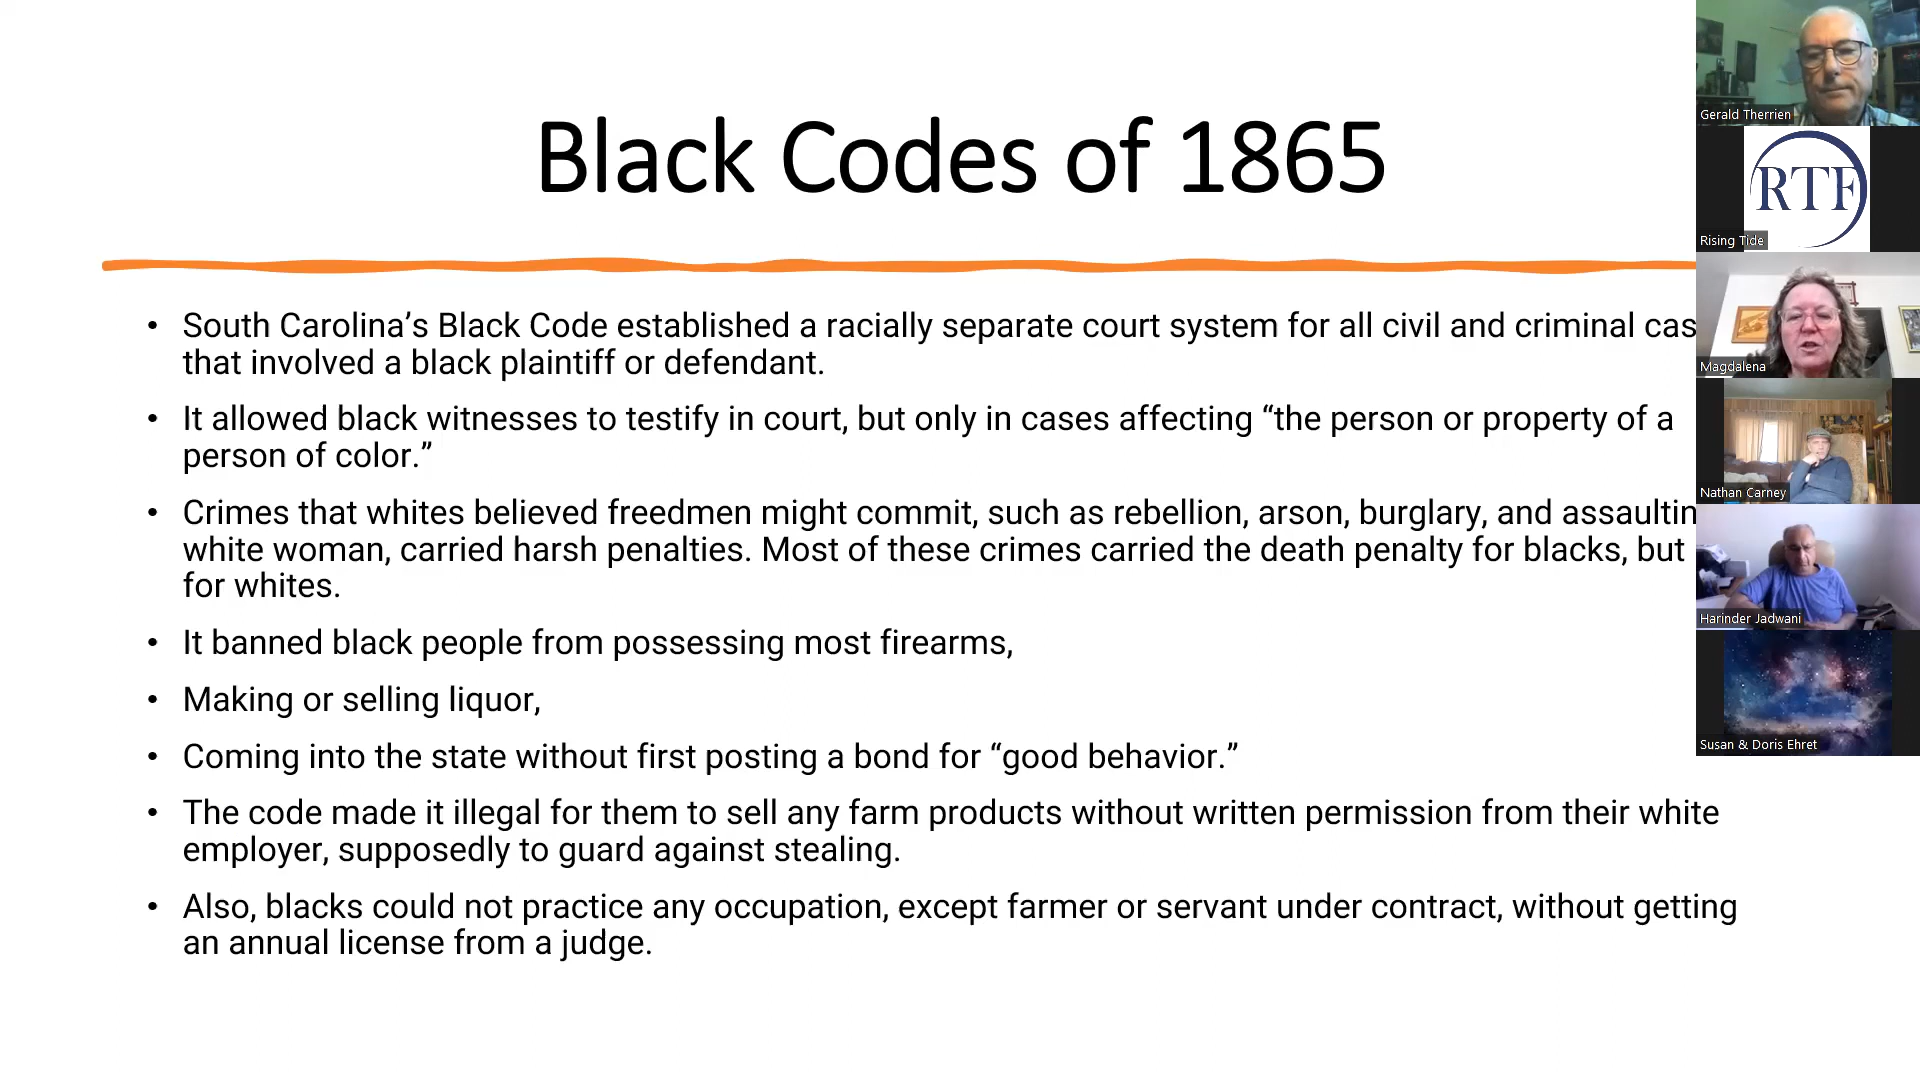 Black Codes of 1865
• South Carolina’s Black Code established a racially separate court system for all civil and criminal cas
that involved a black plaintiff or defendant.
• It allowed black witnesses to testify in court, but only in cases affecting “the person or property of a
person of color.”
• Crimes that whites believed freedmen might commit, such as rebellion, arson, burglary, and assaultin
white woman, carried harsh penalties. Most of these crimes carried the death penalty for blacks, but
for whites.
• It banned black people from possessing most firearms,
• Making or selling liquor,
• Coming into the state without first posting a bond for “good behavior.”
• The code made it illegal for them to sell any farm products without written permission from their white
employer, supposedly to guard against stealing.
• Also, blacks could not practice any occupation, except farmer or servant under contract, without getting
an annual license from a judge.
Gerald Therrien
RTF
Rising Tide
Magdalena
Nathan Carney
Harinder Jadwani
Susan & Doris Ehret